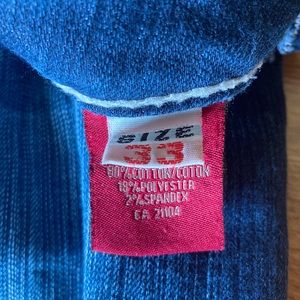 SIZE
33
80%COTTON/COTON
18%POLYESTER
2%SPANDEX
CA 21104